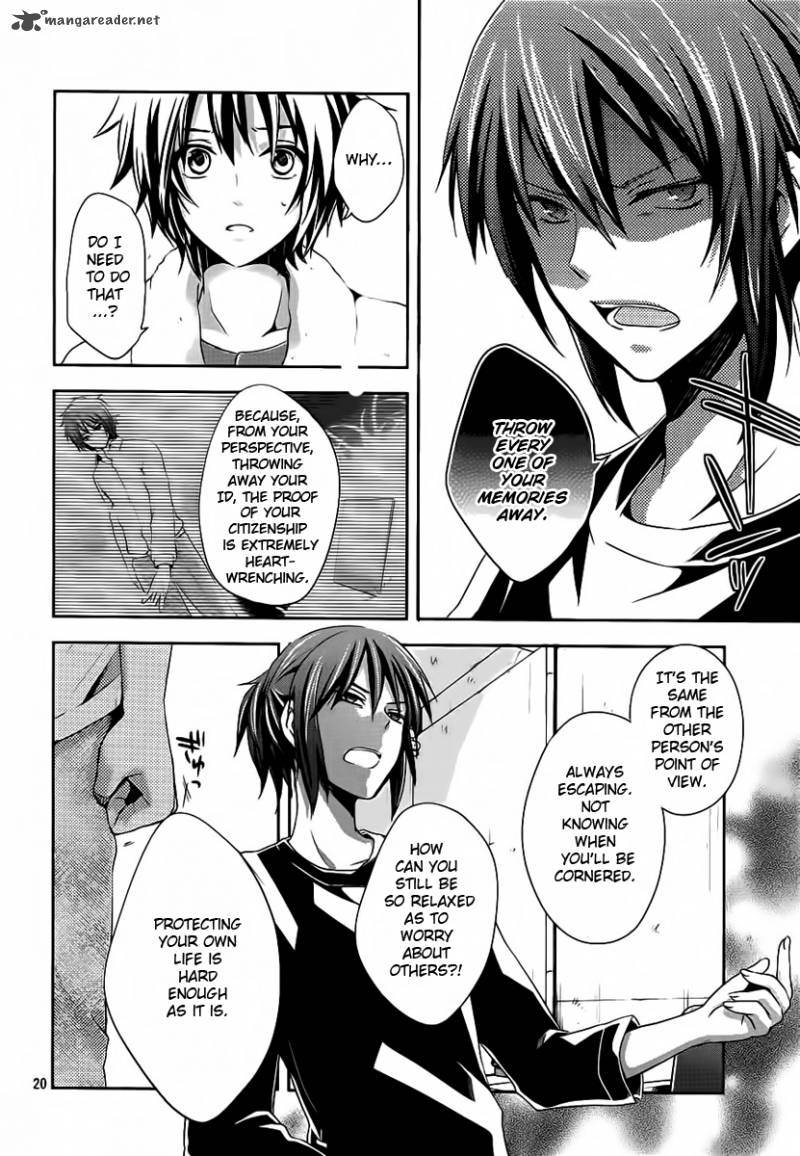 mangareader.net
THROW
EVERY
ONE OF
YOUR
MEMORIES
AWAY.
WHY...
DO I
NEED
TO DO
THAT
...?
BECAUSE,
FROM YOUR
PERSPECTIVE,
THROWING
AWAY YOUR
ID, THE PROOF
OF YOUR
CITIZENSHIP
IS EXTREMELY
HEART-
WRENCHING.
IT'S THE
SAME
FROM THE
OTHER
PERSON'S
POINT OF
VIEW.
ALWAYS
ESCAPING.
NOT
KNOWING
WHEN
YOU'LL BE
CORNERED.
HOW
CAN YOU
STILL BE
SO RELAXED
AS TO
WORRY
ABOUT
OTHERS?!
PROTECTING
YOUR OWN
LIFE IS
HARD
ENOUGH
AS IT IS.
20